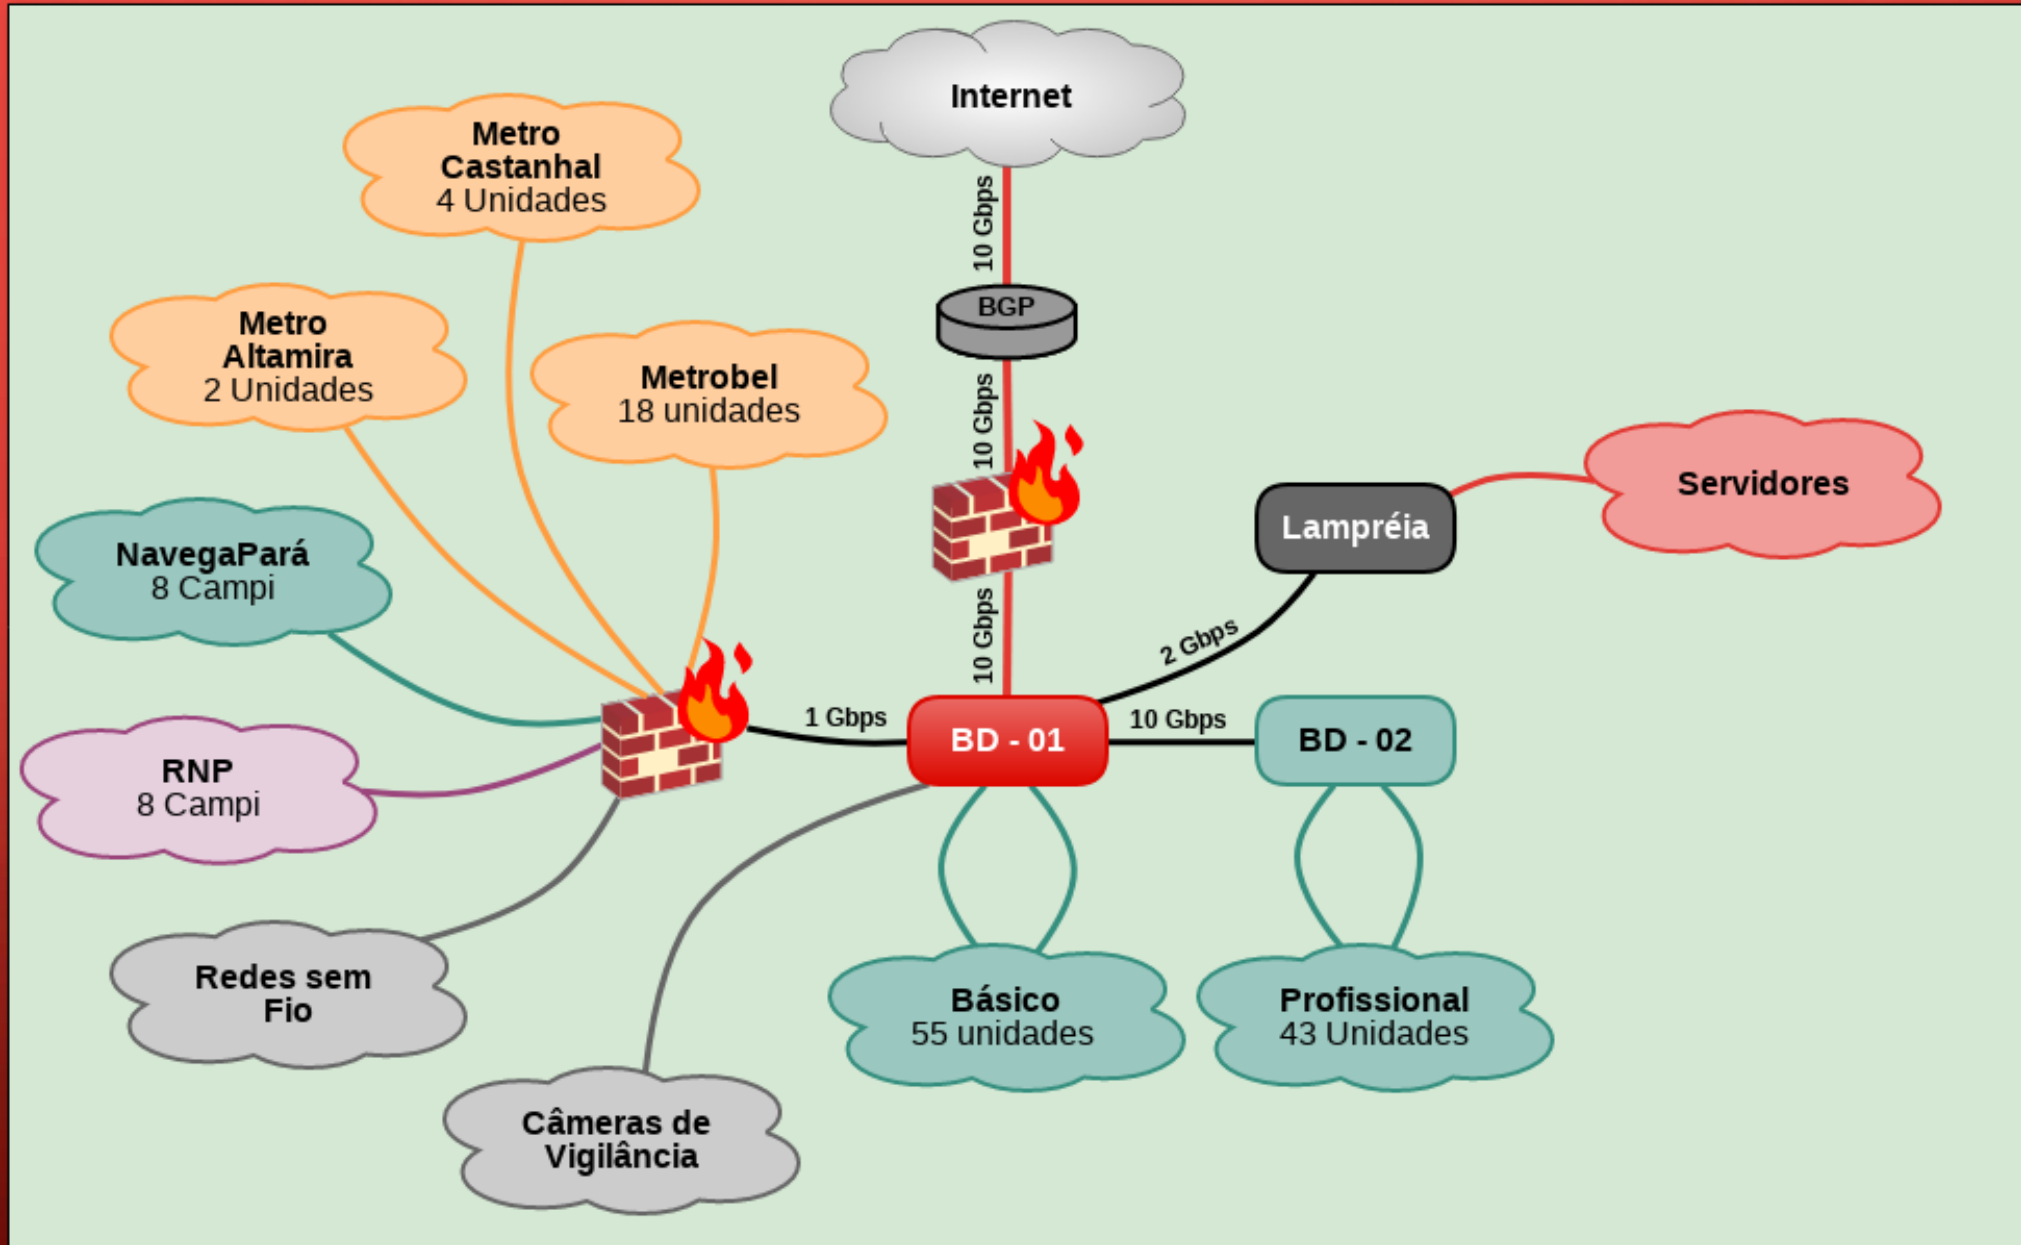 Internet
10 Gbps
BGP
10 Gbps
10 Gbps
Metro
Castanhal
4 Unidades
Metro
Altamira
2 Unidades
Metrobel
18 unidades
NavegaPará
8 Campi
RNP
8 Campi
Redes sem
Fio
Câmeras de
Vigilância
1 Gbps
BD - 01
2 Gbps
Lampréia
Servidores
10 Gbps
BD - 02
Básico
55 unidades
Profissional
43 Unidades